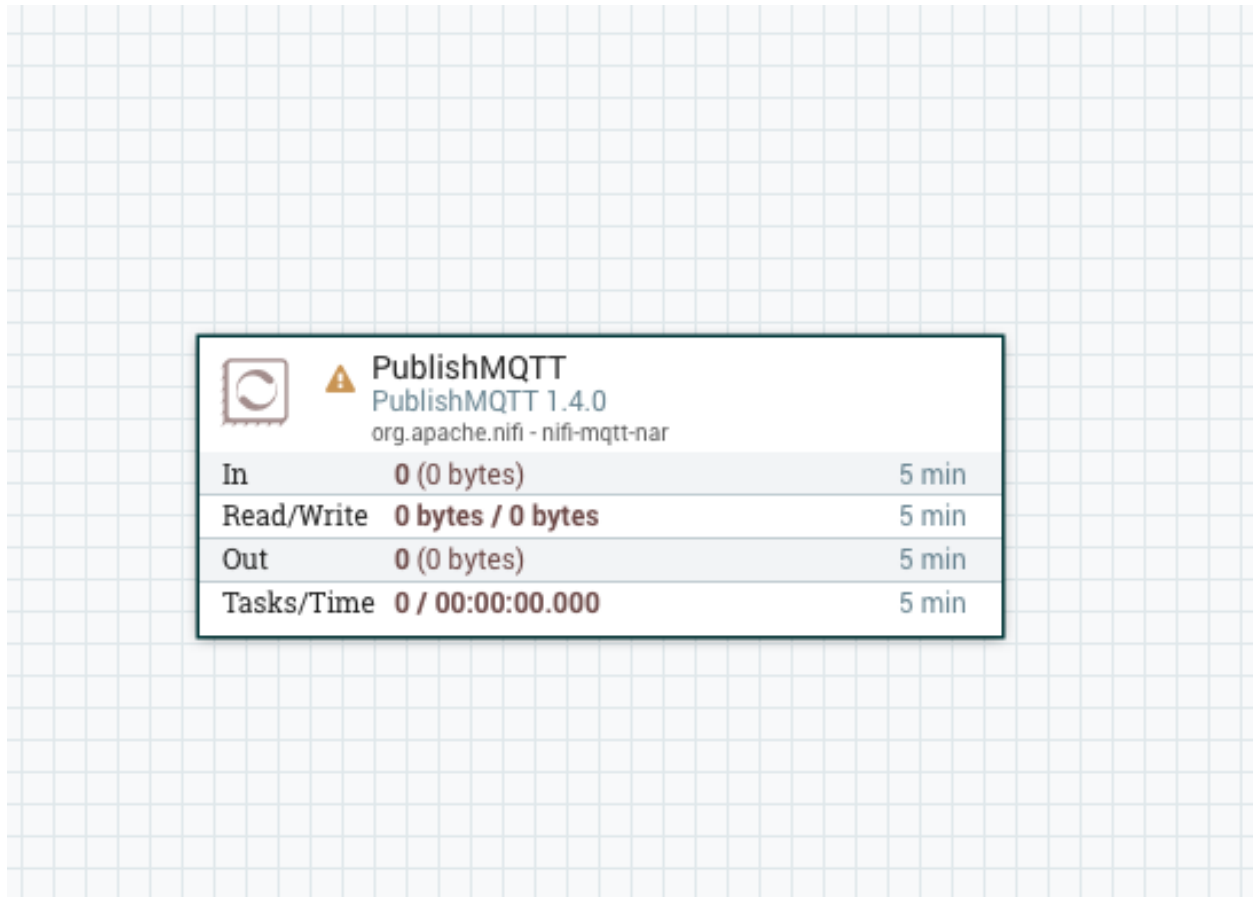 PublishMQTT
PublishMQTT 1.4.0
org.apache.nifi - nifi-mqtt-nar
In 0 (0 bytes) 5 min
Read/Write 0 bytes / 0 bytes 5 min
Out 0 (0 bytes) 5 min
Tasks/Time 0 / 00:00:00.000 5 min